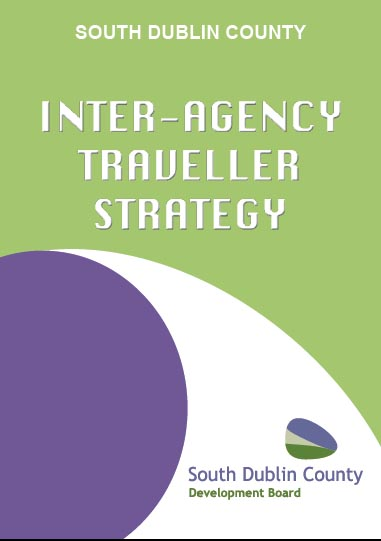 SOUTH DUBLIN COUNTY
INTER-AGENCY
TRAVELLER
STRATEGY
South Dublin County
Development Board